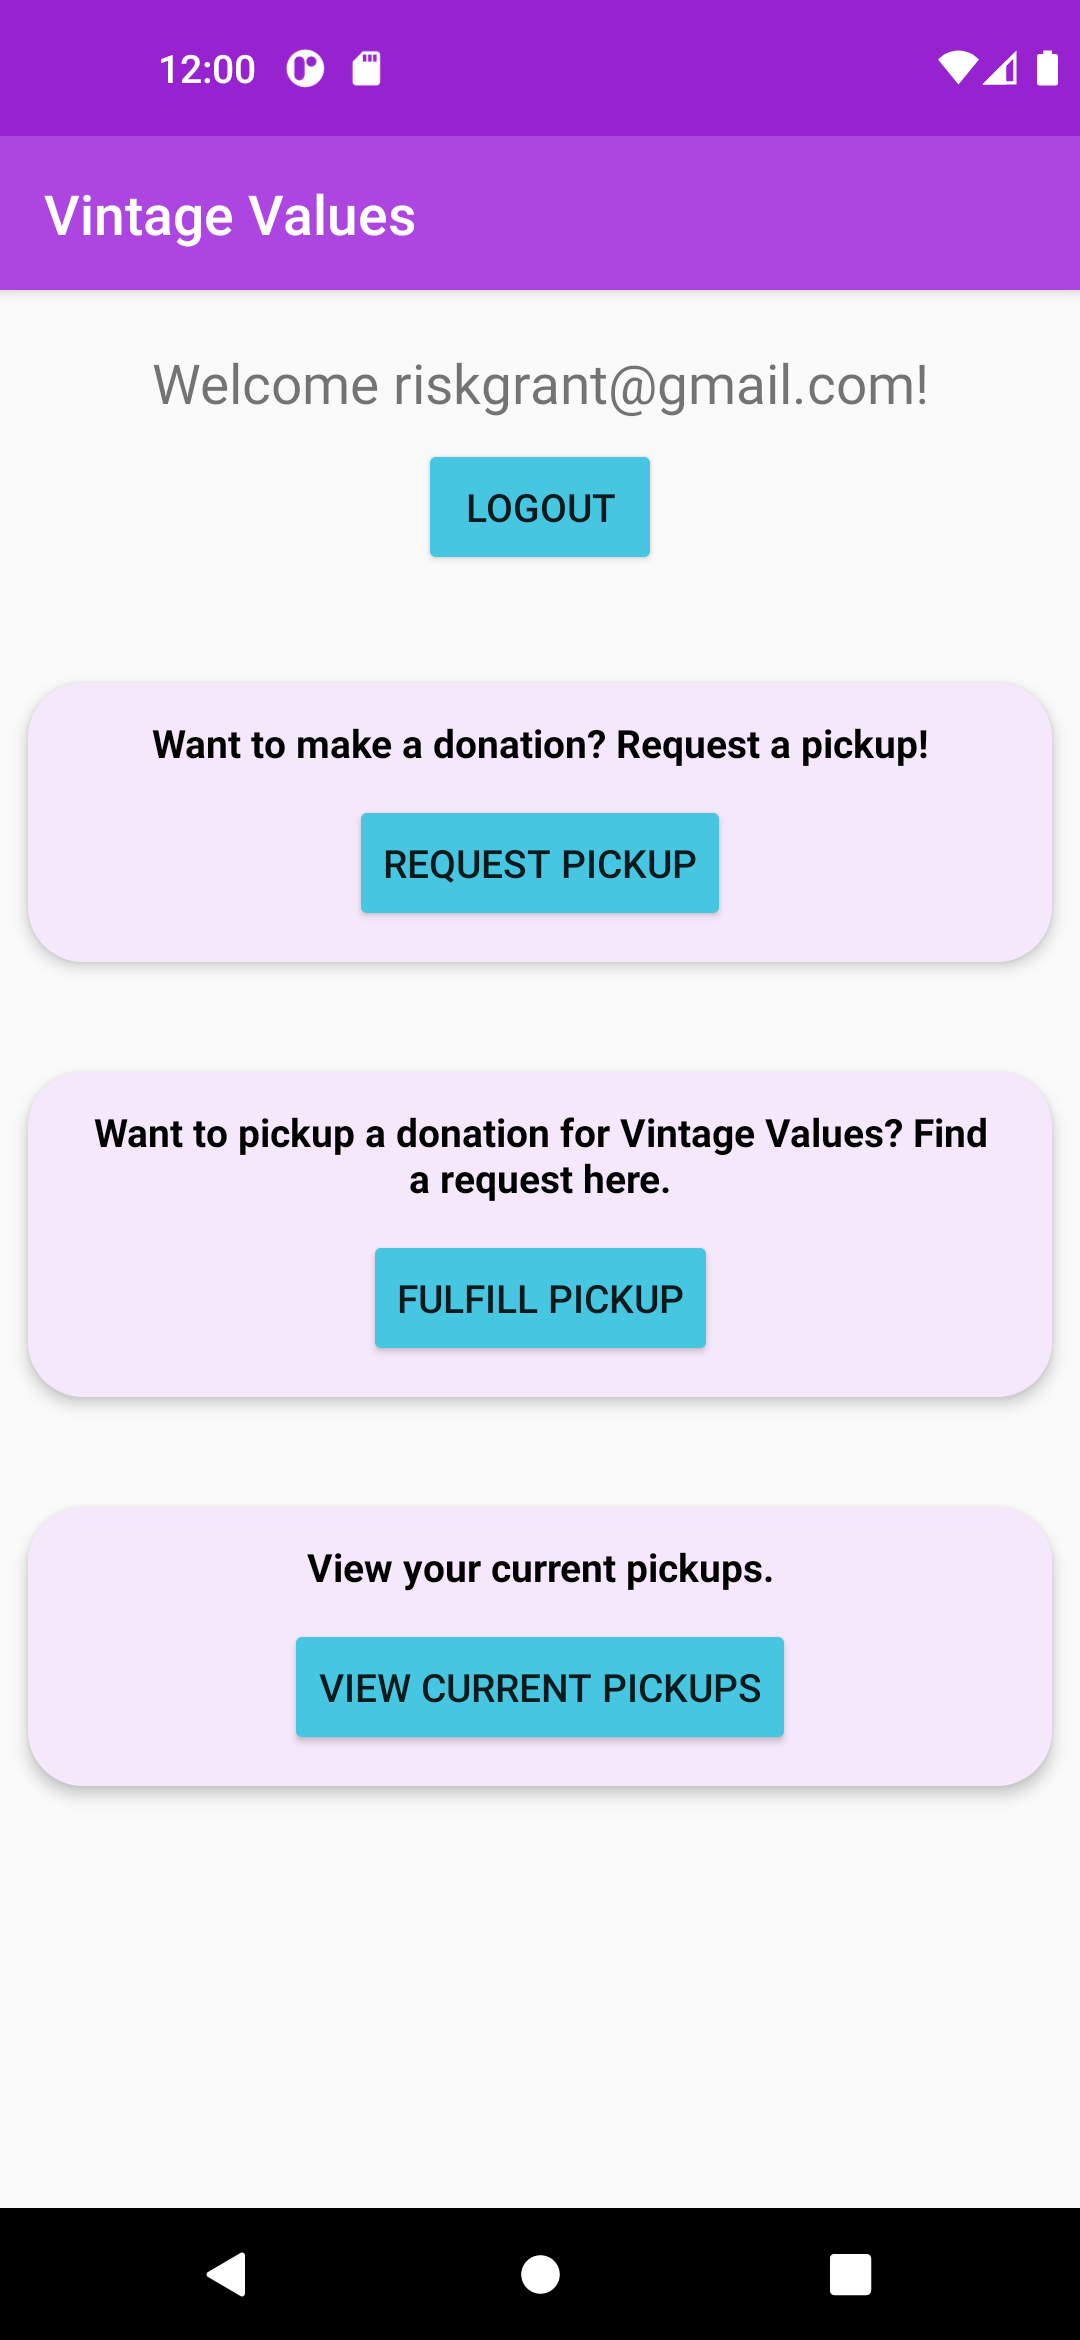 12:00
Vintage Values
Welcome riskgrant@gmail.com!
LOGOUT
Want to make a donation? Request a pickup!
REQUEST PICKUP
Want to pickup a donation for Vintage Values? Find
a request here.
FULFILL PICKUP
View your current pickups.
VIEW CURRENT PICKUPS